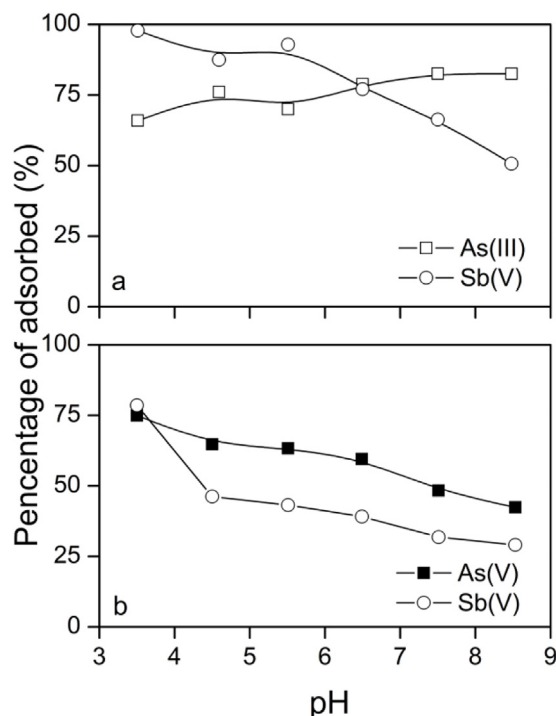 100
75
50
25
0
As(III)
Sb(V)
a
100
75
50
25
0
As(V)
Sb(V)
b
3 4 5 6 7 8 9
pH
Pencentage of adsorbed (%)